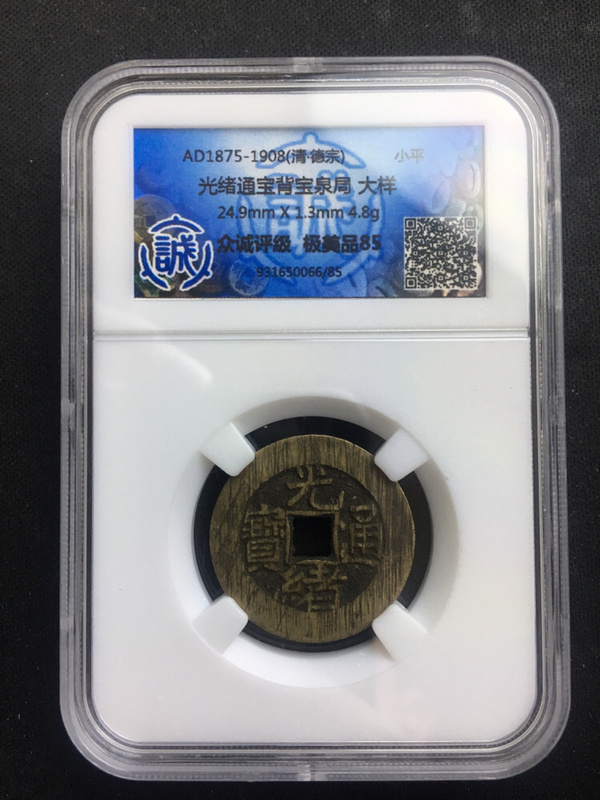 AD1875-1908(清·德宗) 小平
光绪通宝背宝泉局 大样
24.9mm X 1.3mm 4.8g
誠
众诚评级 极美品85
931650066/85
光緒通寶